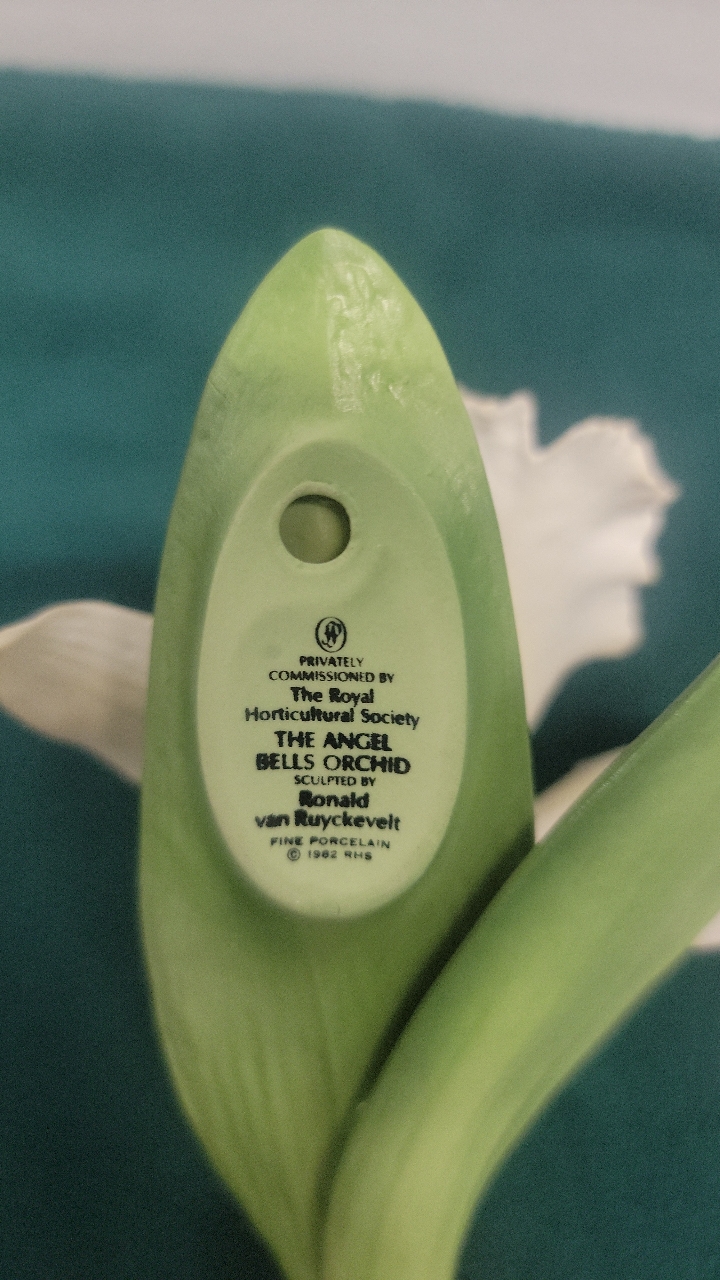 PRIVATELY
COMMISSIONED BY
The Royal
Horticultural Society
THE ANGEL
BELLS ORCHID
SCULPTED BY
Ronald
van Ruyckevelt
FINE PORCELAIN
© 1982 RHS